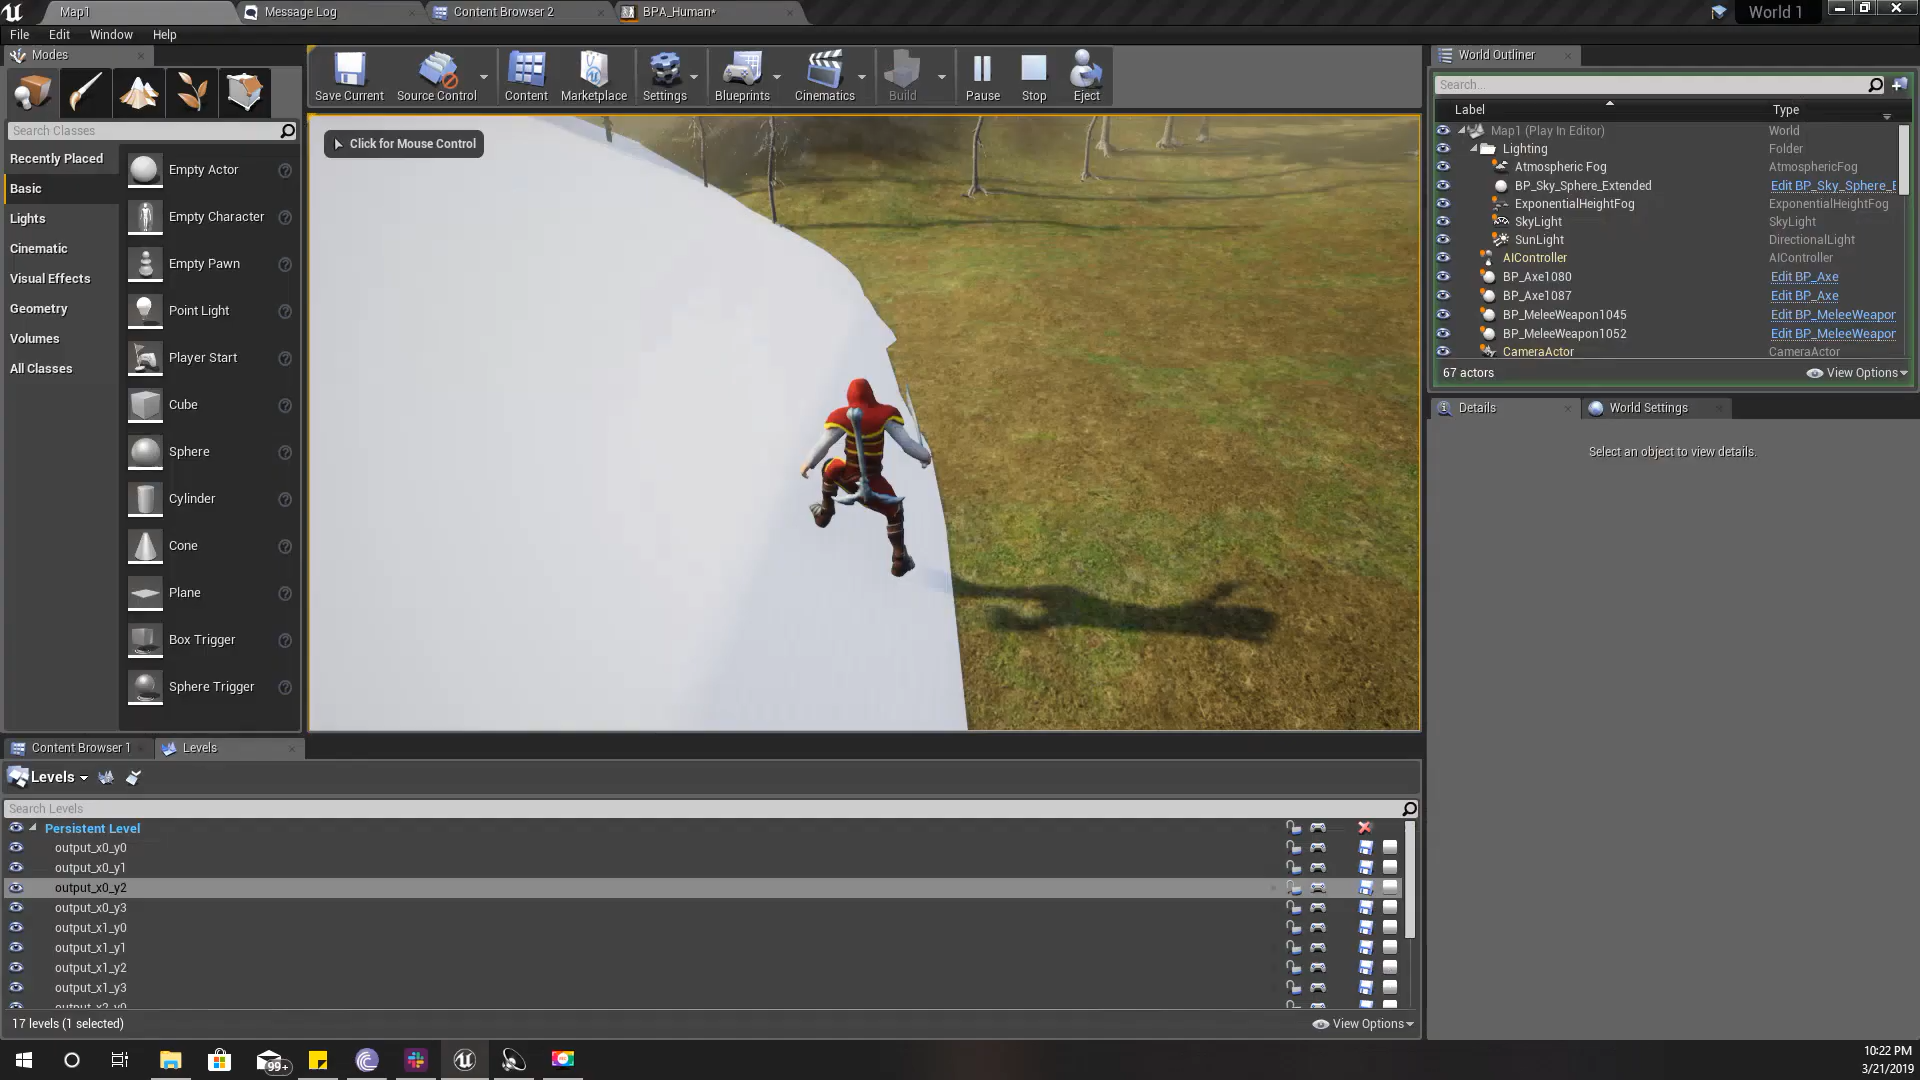 Map1
Message Log
Content Browser 2
BPA_Human*
World 1
File
Edit
Window
Help
Modes
Save Current
Source Control
Content
Marketplace
Settings
Blueprints
Cinematics
Build
Pause
Stop
Eject
World Outliner
Search...
Label
Type
Search Classes
Click for Mouse Control
Recently Placed
Basic
Lights
Cinematic
Visual Effects
Geometry
Volumes
All Classes
Empty Actor
Empty Character
Empty Pawn
Point Light
Player Start
Cube
Sphere
Cylinder
Cone
Plane
Box Trigger
Sphere Trigger
Map1 (Play In Editor) World
Lighting Folder
Atmospheric Fog AtmosphericFog
BP_Sky_Sphere_Extended Edit BP_Sky_Sphere_E
ExponentialHeightFog ExponentialHeightFog
SkyLight SkyLight
SunLight DirectionalLight
AIController AIController
BP_Axe1080 Edit BP_Axe
BP_Axe1087 Edit BP_Axe
BP_MeleeWeapon1045 Edit BP_MeleeWeapon
BP_MeleeWeapon1052 Edit BP_MeleeWeapon
CameraActor CameraActor
67 actors
View Options
Details
World Settings
Select an object to view details.
Content Browser 1
Levels
Levels
Search Levels
Persistent Level
output_x0_y0
output_x0_y1
output_x0_y2
output_x0_y3
output_x1_y0
output_x1_y1
output_x1_y2
output_x1_y3
output_x2_y0
17 levels (1 selected)
View Options
99+
10:22 PM
3/21/2019